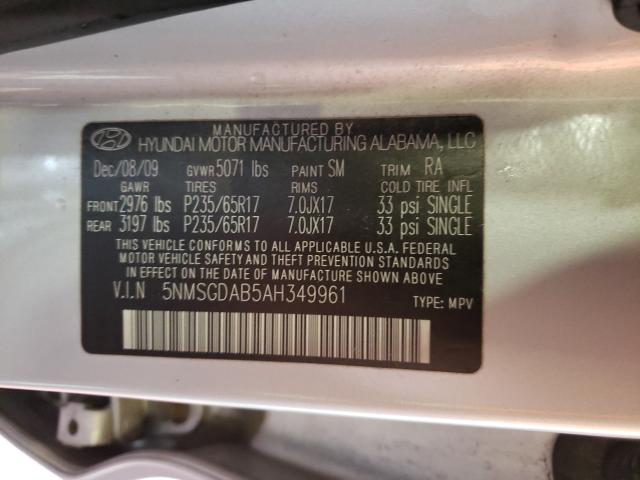 MANUFACTURED BY
HYUNDAI MOTOR MANUFACTURING ALABAMA, LLC
Dec/08/09 GVWR 5071 lbs PAINT SM TRIM RA
GAWR TIRES RIMS COLD TIRE INFL
FRONT 2976 lbs P235/65R17 7.0JX17 33 psi SINGLE
REAR 3197 lbs P235/65R17 7.0JX17 33 psi SINGLE
THIS VEHICLE CONFORMS TO ALL APPLICABLE U.S.A. FEDERAL
MOTOR VEHICLE SAFETY AND THEFT PREVENTION STANDARDS
IN EFFECT ON THE DATE OF MANUFACTURE SHOWN ABOVE.
V.I.N 5NMSGDAB5AH349961 TYPE: MPV